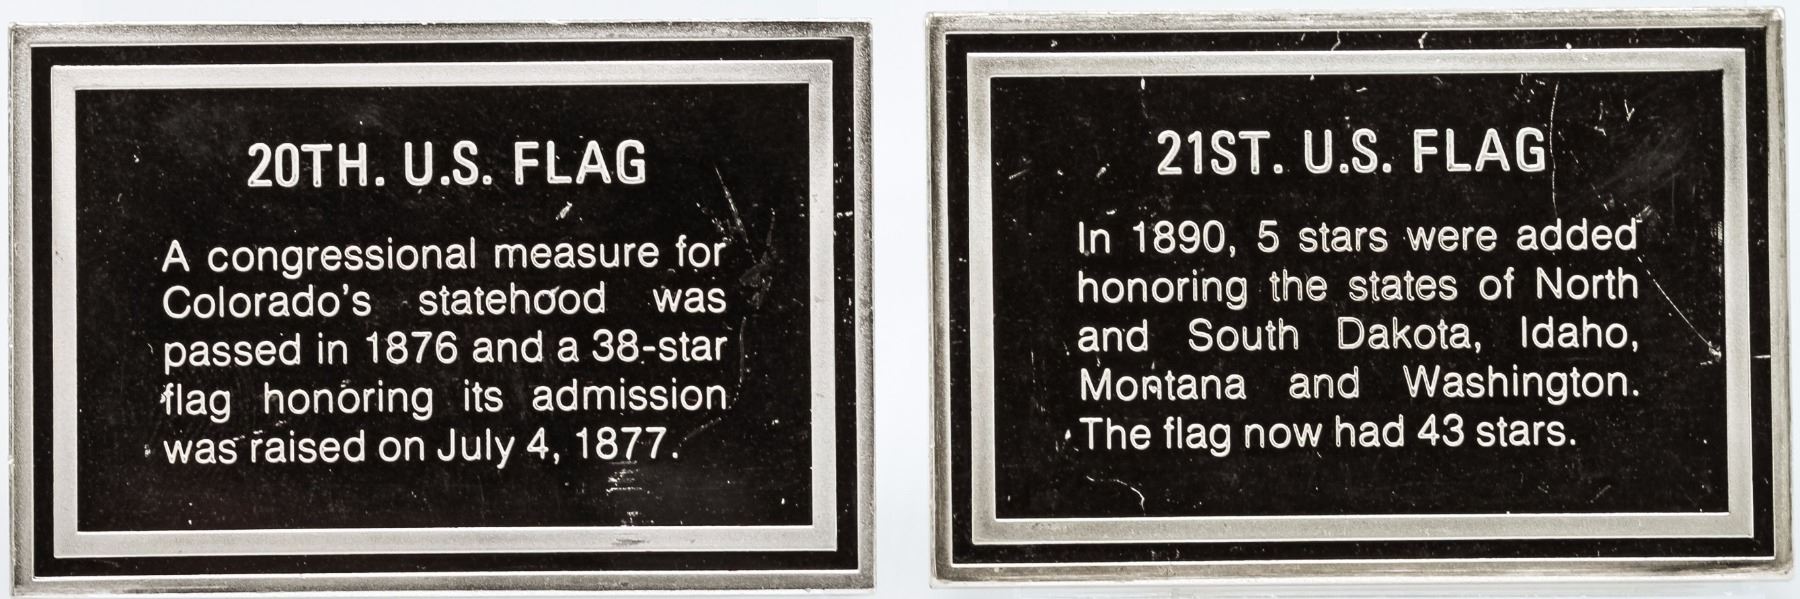 20TH. U.S. FLAG
A congressional measure for
Colorado's statehood was
passed in 1876 and a 38-star
flag honoring its admission
was raised on July 4, 1877.
21ST. U.S. FLAG
In 1890, 5 stars were added
honoring the states of North
and South Dakota, Idaho,
Montana and Washington.
The flag now had 43 stars.